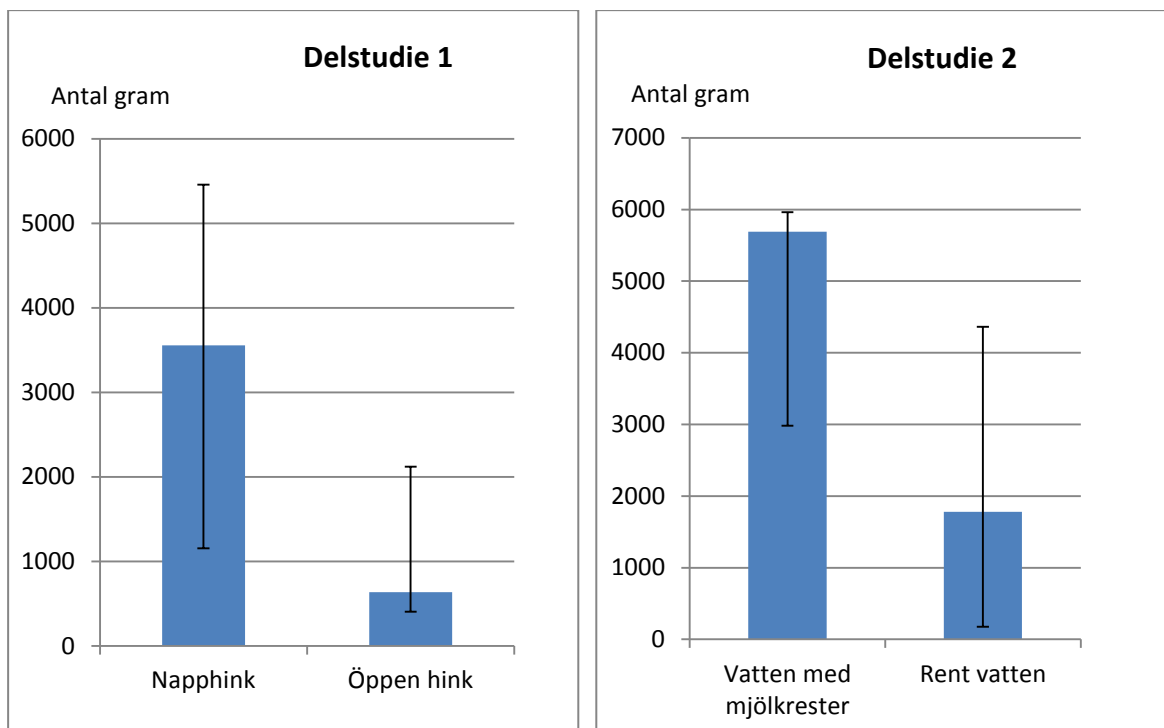 Delstudie 1
Antal gram
6000
5000
4000
3000
2000
1000
0
Napphink Öppen hink
Delstudie 2
Antal gram
7000
6000
5000
4000
3000
2000
1000
0
Vatten med Rent vatten
mjölkrester